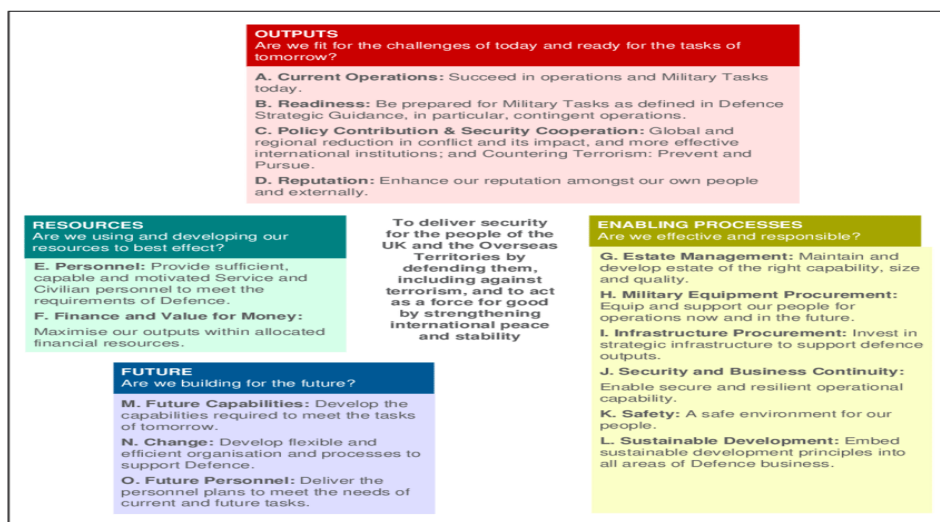 OUTPUTS
Are we fit for the challenges of today and ready for the tasks of
tomorrow?
A. Current Operations: Succeed in operations and Military Tasks
today.
B. Readiness: Be prepared for Military Tasks as defined in Defence
Strategic Guidance, in particular, contingent operations.
C. Policy Contribution & Security Cooperation: Global and
regional reduction in conflict and its impact, and more effective
international institutions; and Countering Terrorism: Prevent and
Pursue.
D. Reputation: Enhance our reputation amongst our own people
and externally.
RESOURCES
Are we using and developing our
resources to best effect?
E. Personnel: Provide sufficient,
capable and motivated Service and
Civilian personnel to meet the
requirements of Defence.
F. Finance and Value for Money:
Maximise our outputs within allocated
financial resources.
To deliver security
for the people of the
UK and the Overseas
Territories by
defending them,
including against
terrorism, and to act
as a force for good
by strengthening
international peace
and stability
ENABLING PROCESSES
Are we effective and responsible?
G. Estate Management: Maintain and
develop estate of the right capability, size
and quality.
H. Military Equipment Procurement:
Equip and support our people for
operations now and in the future.
I. Infrastructure Procurement: Invest in
strategic infrastructure to support defence
outputs.
J. Security and Business Continuity:
Enable secure and resilient operational
capability.
K. Safety: A safe environment for our
people.
L. Sustainable Development: Embed
sustainable development principles into
all areas of Defence business.
FUTURE
Are we building for the future?
M. Future Capabilities: Develop the
capabilities required to meet the tasks
of tomorrow.
N. Change: Develop flexible and
efficient organisation and processes to
support Defence.
O. Future Personnel: Deliver the
personnel plans to meet the needs of
current and future tasks.